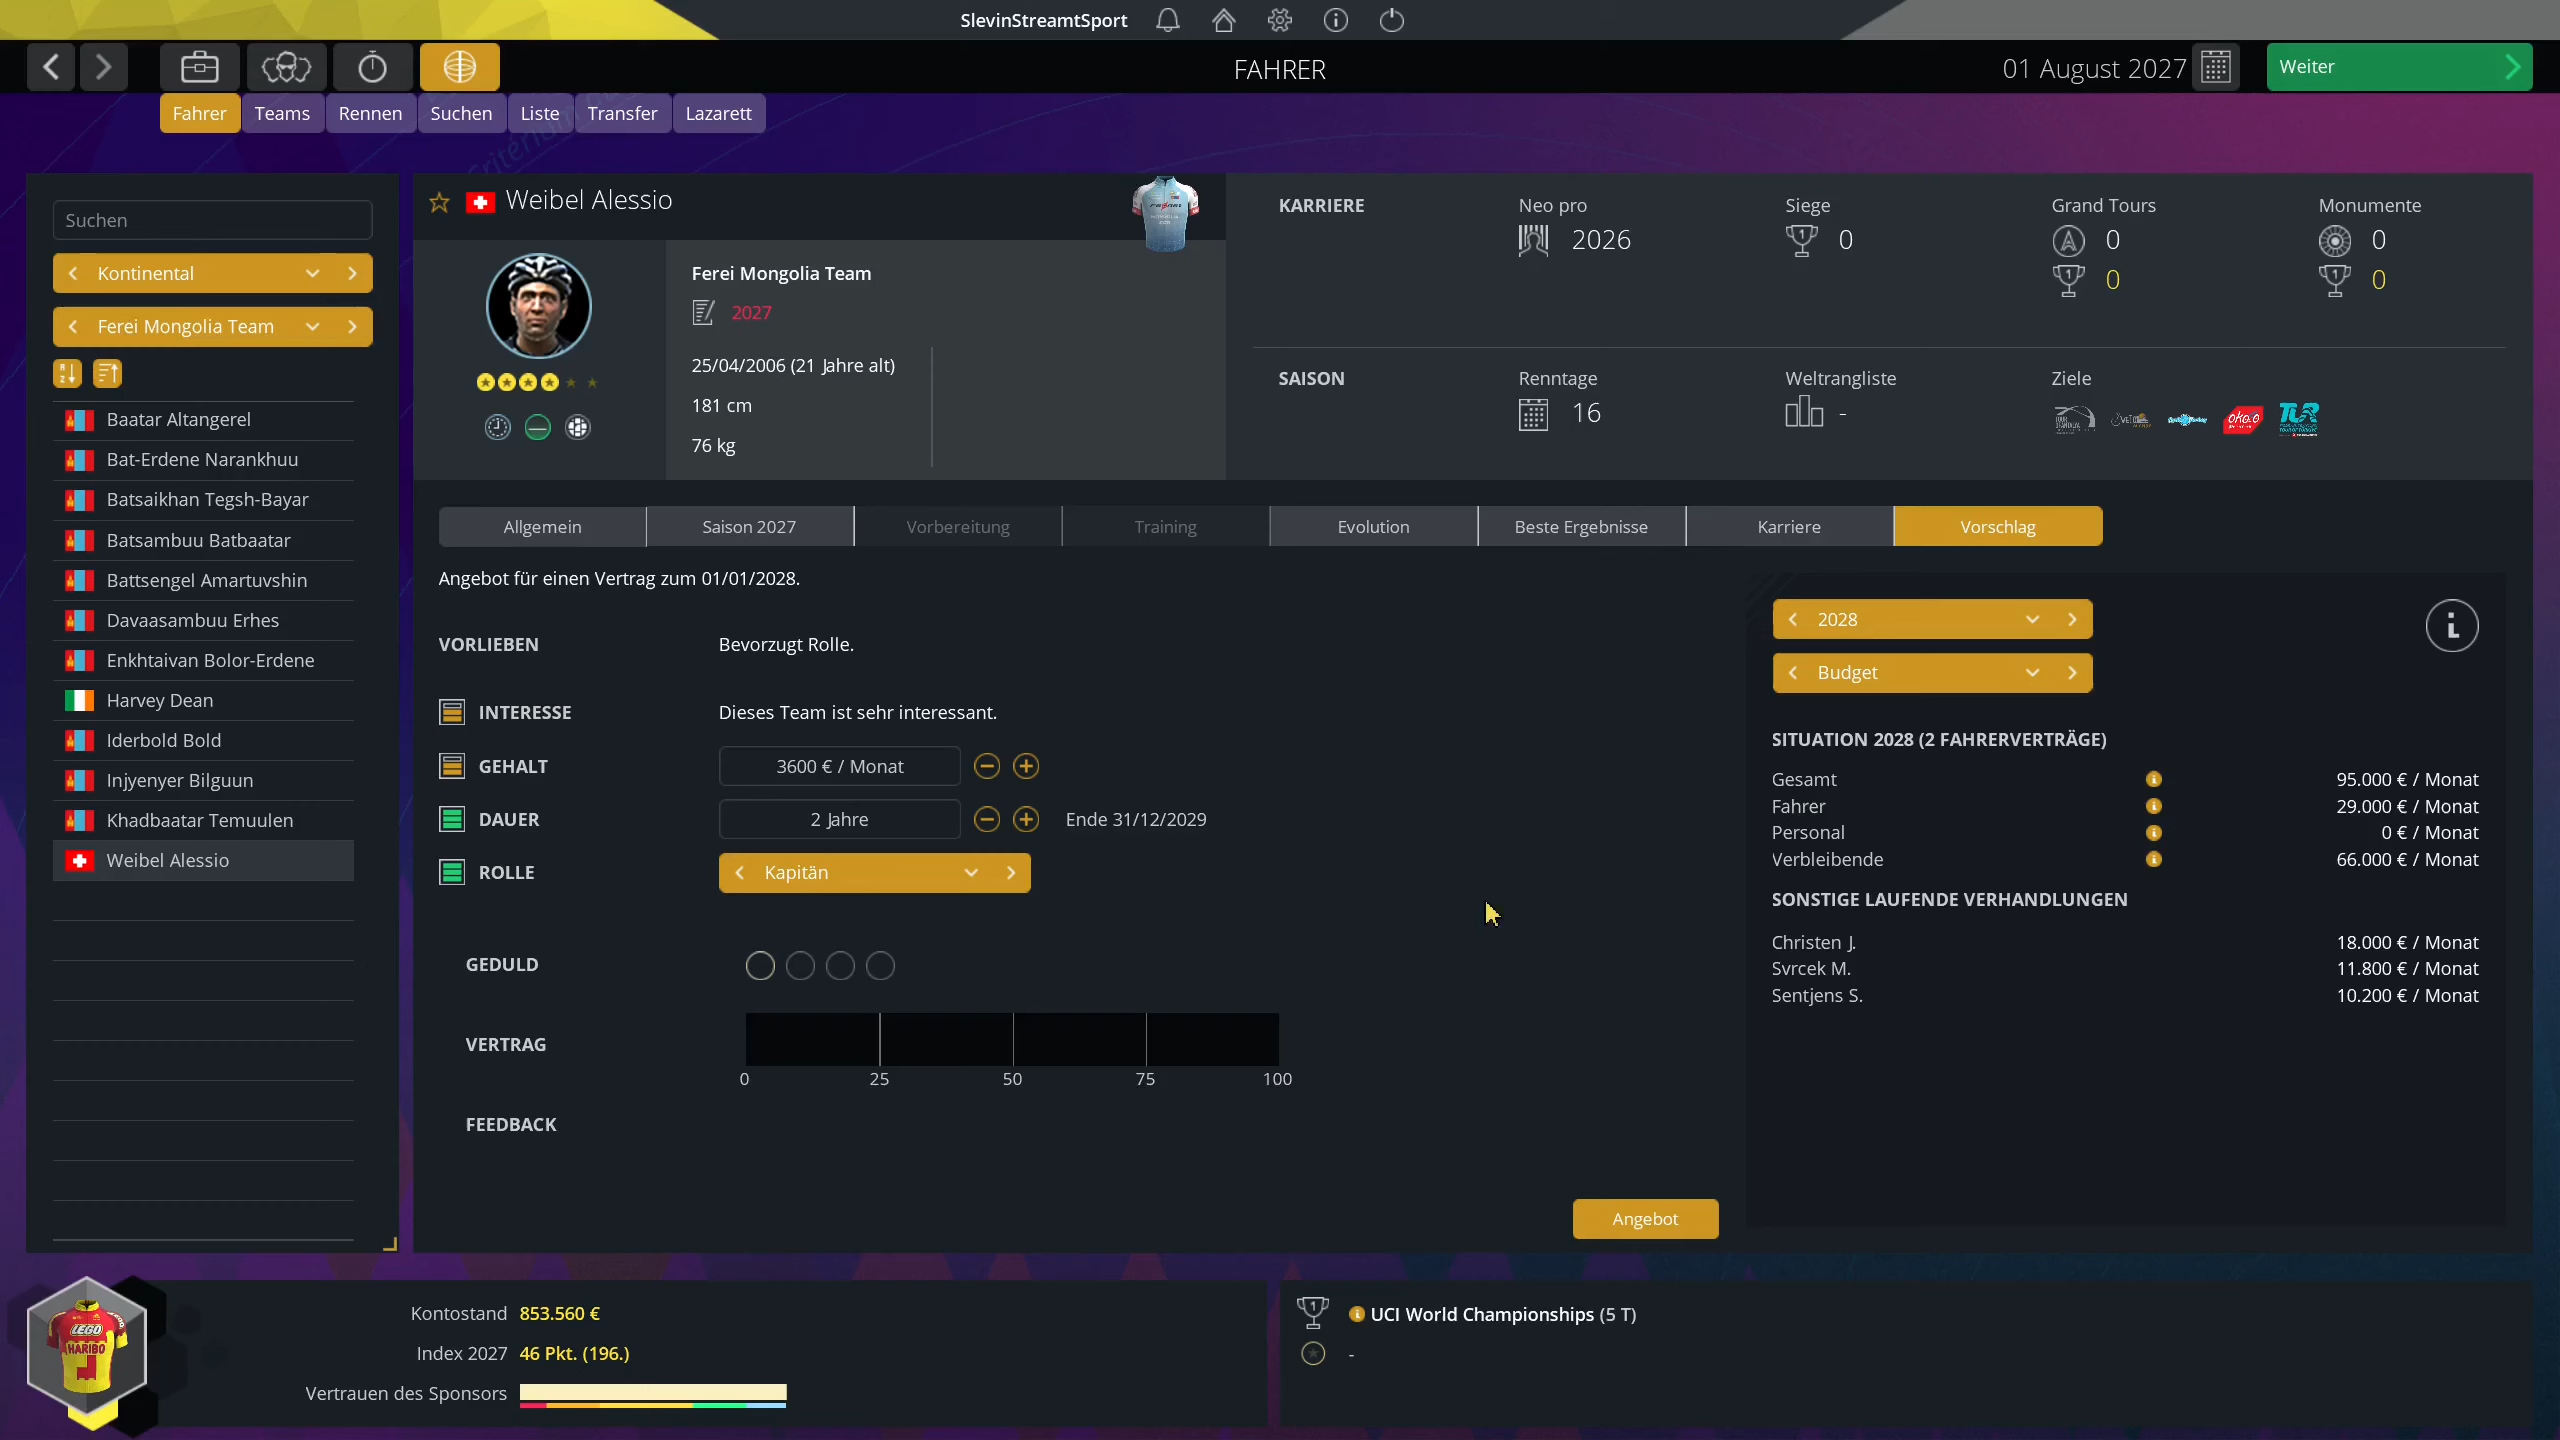 SlevinStreamtSport
FAHRER
01 August 2027
Weiter
Fahrer
Teams
Rennen
Suchen
Liste
Transfer
Lazarett
Suchen
Kontinental
Ferei Mongolia Team
Baatar Altangerel
Bat-Erdene Narankhuu
Batsaikhan Tegsh-Bayar
Batsambuu Batbaatar
Battsengel Amartuvshin
Davaasambuu Erhes
Enkhtaivan Bolor-Erdene
Harvey Dean
Iderbold Bold
Injyenyer Bilguun
Khadbaatar Temuulen
Weibel Alessio
Weibel Alessio
Ferei Mongolia Team
2027
25/04/2006 (21 Jahre alt)
181 cm
76 kg
KARRIERE
Neo pro
2026
Siege
0
Grand Tours
0
0
Monumente
0
0
SAISON
Renntage
16
Weltrangliste
-
Ziele
Allgemein
Saison 2027
Vorbereitung
Training
Evolution
Beste Ergebnisse
Karriere
Vorschlag
Angebot für einen Vertrag zum 01/01/2028.
VORLIEBEN
Bevorzugt Rolle.
INTERESSE
Dieses Team ist sehr interessant.
GEHALT
3600 € / Monat
DAUER
2 Jahre
Ende 31/12/2029
ROLLE
Kapitän
GEDULD
VERTRAG
0 25 50 75 100
FEEDBACK
Angebot
2028
Budget
SITUATION 2028 (2 FAHRERVERTRÄGE)
Gesamt 95.000 € / Monat
Fahrer 29.000 € / Monat
Personal 0 € / Monat
Verbleibende 66.000 € / Monat
SONSTIGE LAUFENDE VERHANDLUNGEN
Christen J. 18.000 € / Monat
Svrcek M. 11.800 € / Monat
Sentjens S. 10.200 € / Monat
LEGO
HARIBO
Kontostand 853.560 €
Index 2027 46 Pkt. (196.)
Vertrauen des Sponsors
UCI World Championships (5 T)
-